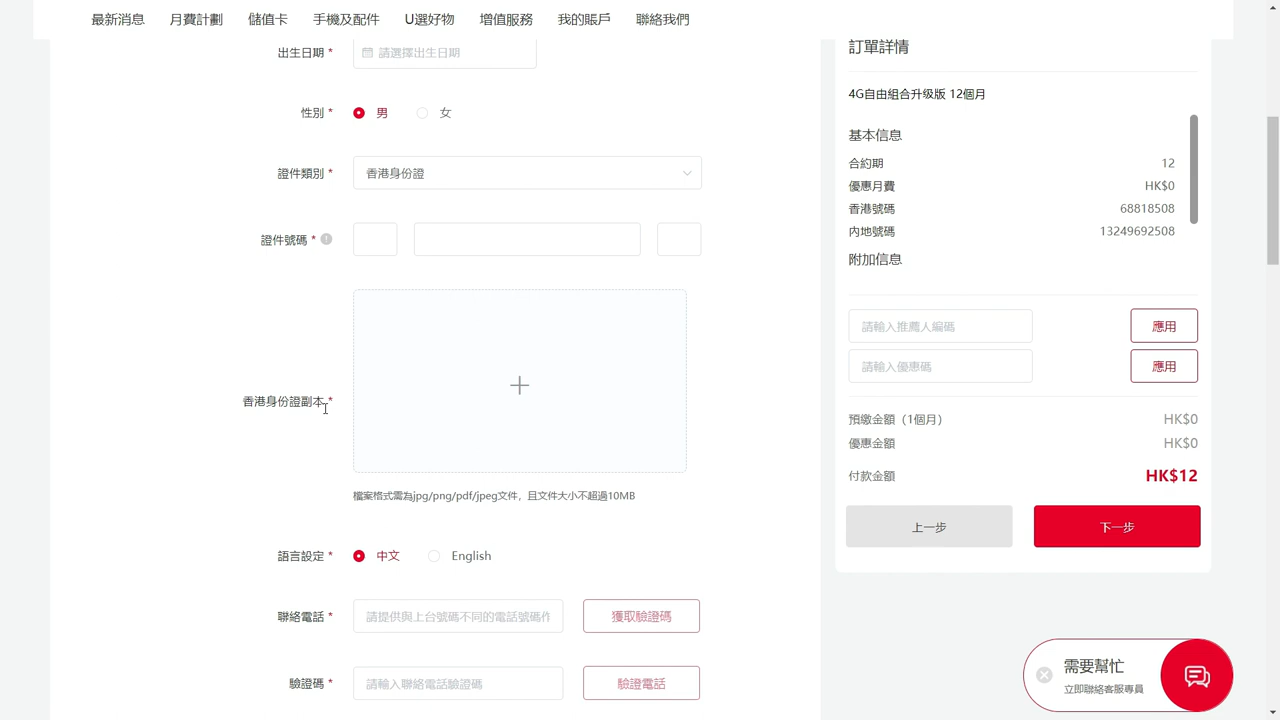 最新消息 月費計劃 儲值卡 手機及配件 U選好物 增值服務 我的賬戶 聯絡我們
出生日期 * 請選擇出生日期
性別 * 男 女
證件類別 * 香港身份證
證件號碼 *
香港身份證副本 *
檔案格式需為jpg/png/pdf/jpeg文件，且文件大小不超過10MB
語言設定 * 中文 English
聯絡電話 * 請提供與上台號碼不同的電話號碼作 獲取驗證碼
驗證碼 * 請輸入聯絡電話驗證碼 驗證電話
訂單詳情
4G自由組合升级版 12個月
基本信息
合約期 12
優惠月費 HK$0
香港號碼 68818508
內地號碼 13249692508
附加信息
請輸入推薦人編碼 應用
請輸入優惠碼 應用
預繳金額（1個月） HK$0
優惠金額 HK$0
付款金額 HK$12
上一步 下一步
需要幫忙
立即聯絡客服專員